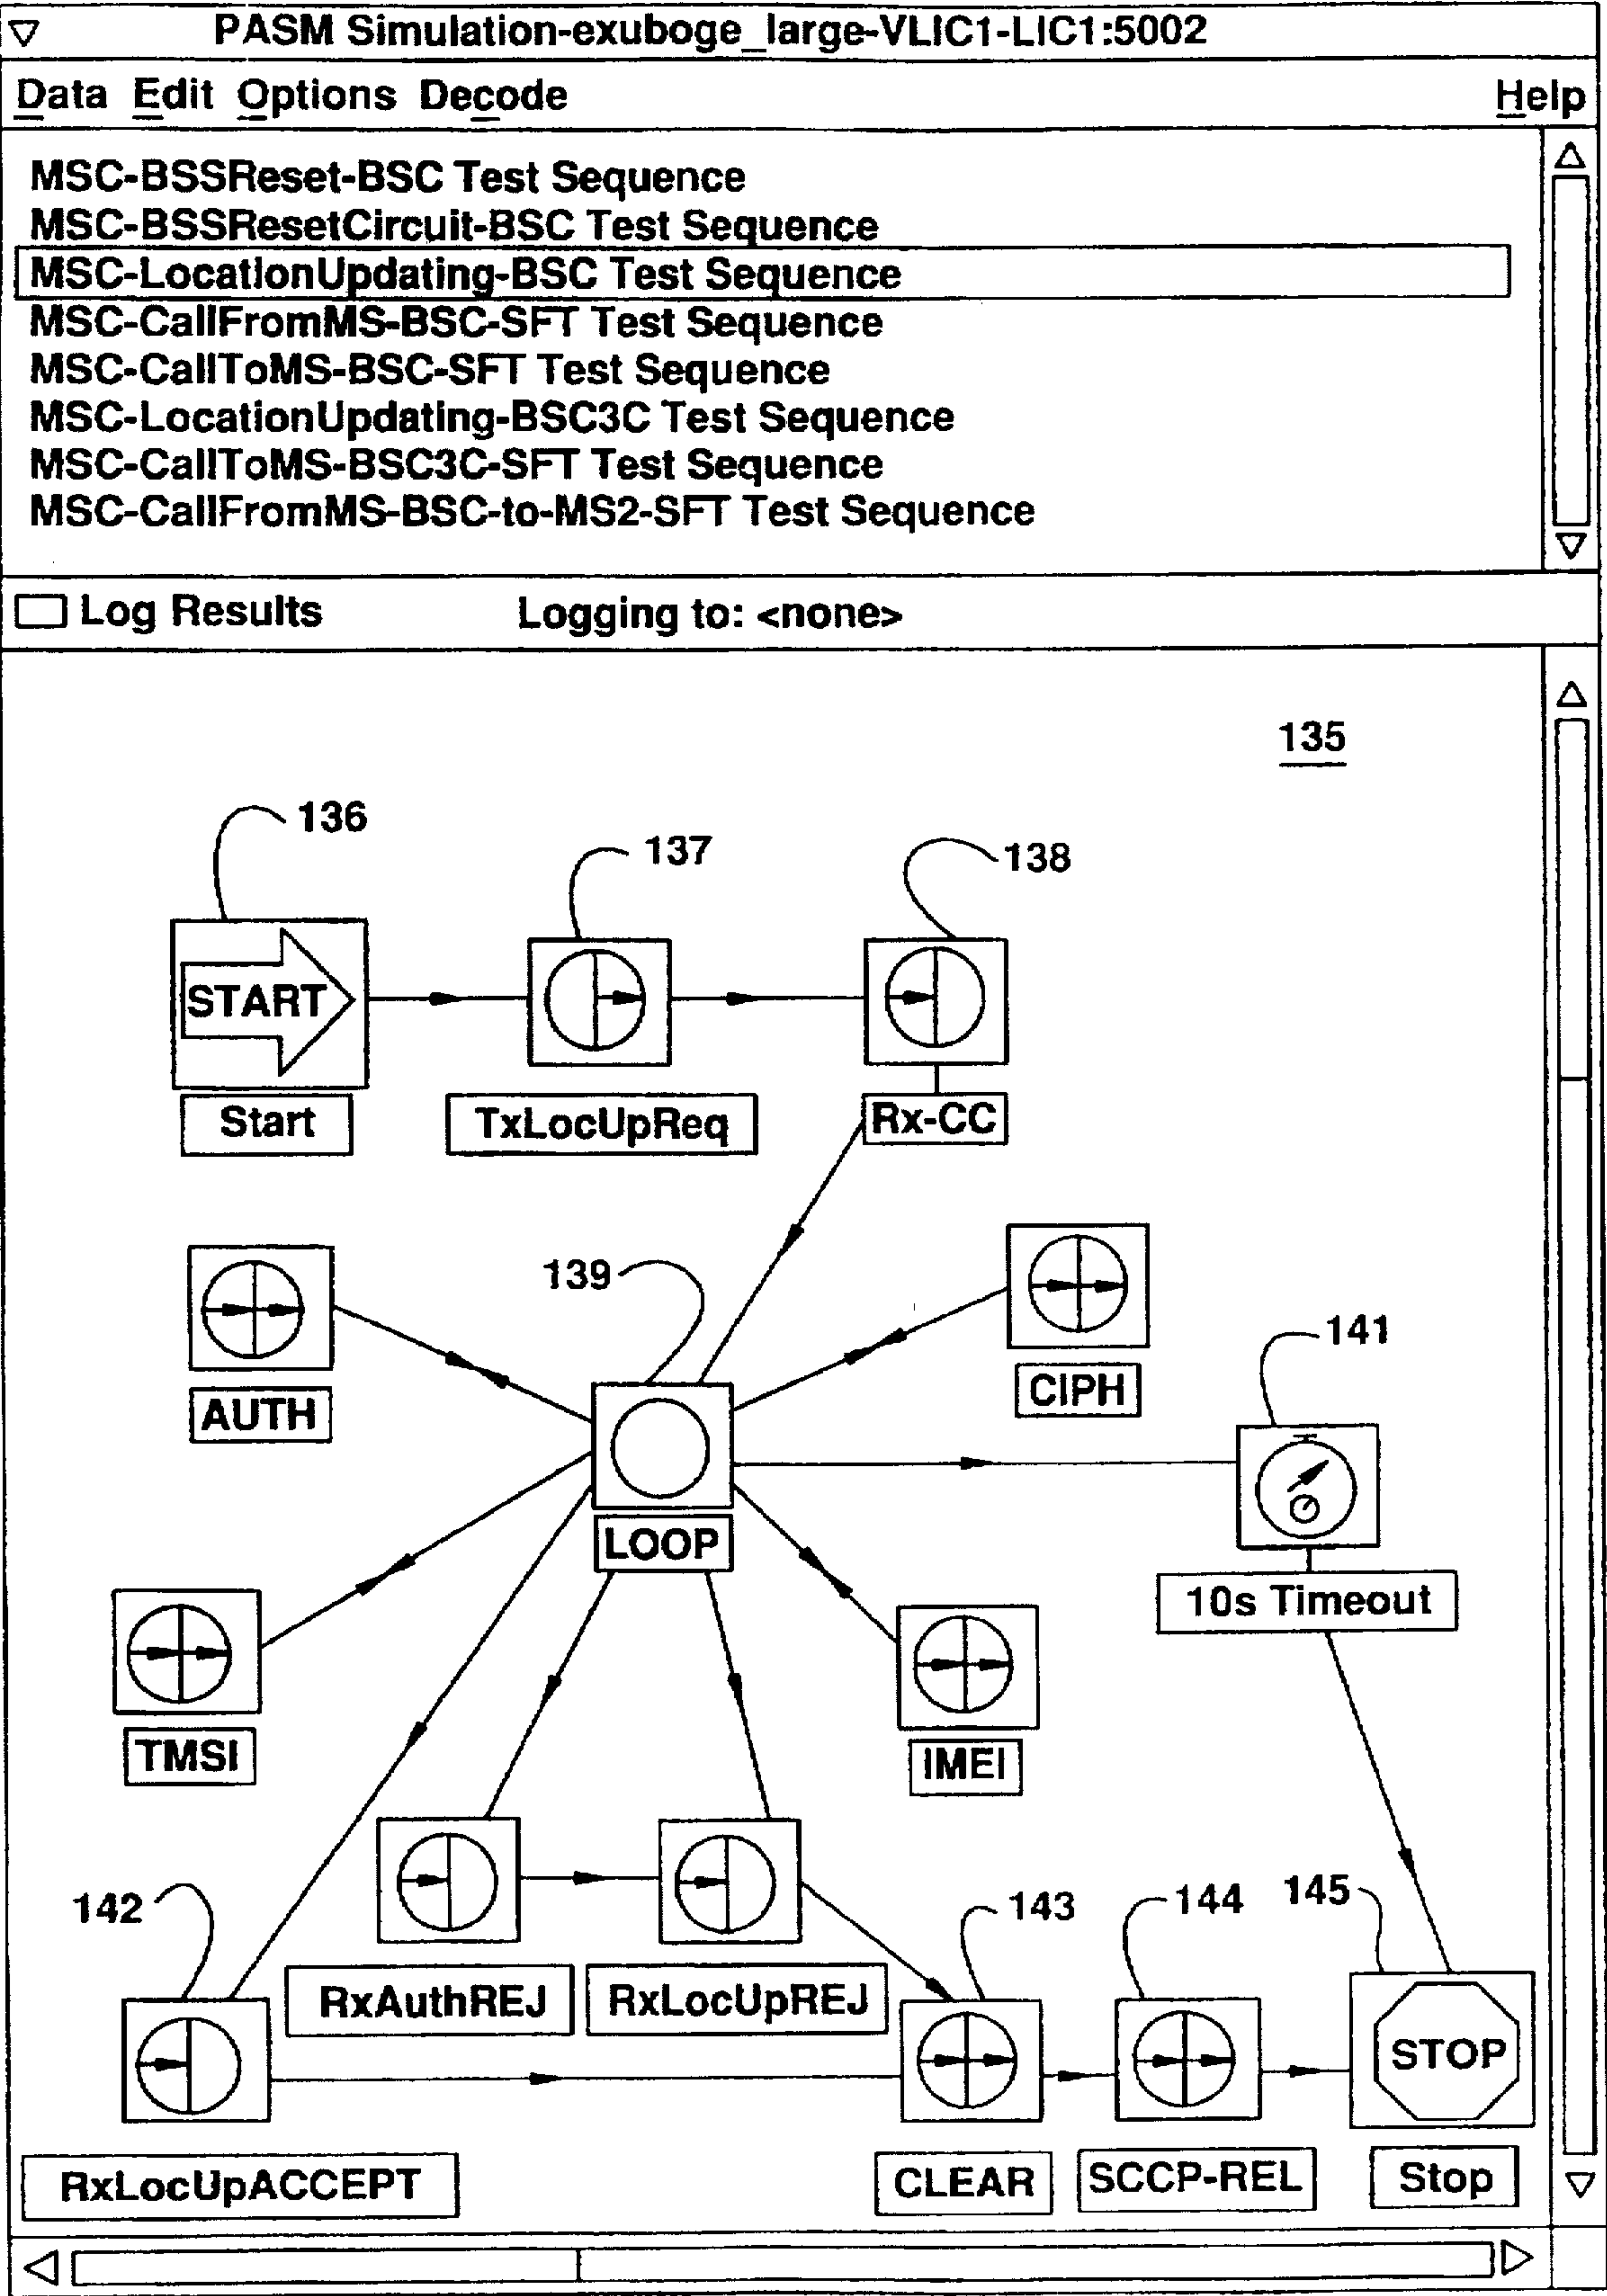 PASM Simulation-exuboge_large-VLIC1-LIC1:5002
Data Edit Options Decode Help
MSC-BSSReset-BSC Test Sequence
MSC-BSSResetCircuit-BSC Test Sequence
MSC-LocationUpdating-BSC Test Sequence
MSC-CallFromMS-BSC-SFT Test Sequence
MSC-CallToMS-BSC-SFT Test Sequence
MSC-LocationUpdating-BSC3C Test Sequence
MSC-CallToMS-BSC3C-SFT Test Sequence
MSC-CallFromMS-BSC-to-MS2-SFT Test Sequence
Log Results Logging to: <none>
135
136
137
138
START
Start
TxLocUpReq
Rx-CC
139
141
AUTH
CIPH
LOOP
10s Timeout
TMSI
IMEI
142
143
144
145
RxAuthREJ
RxLocUpREJ
STOP
RxLocUpACCEPT
CLEAR
SCCP-REL
Stop